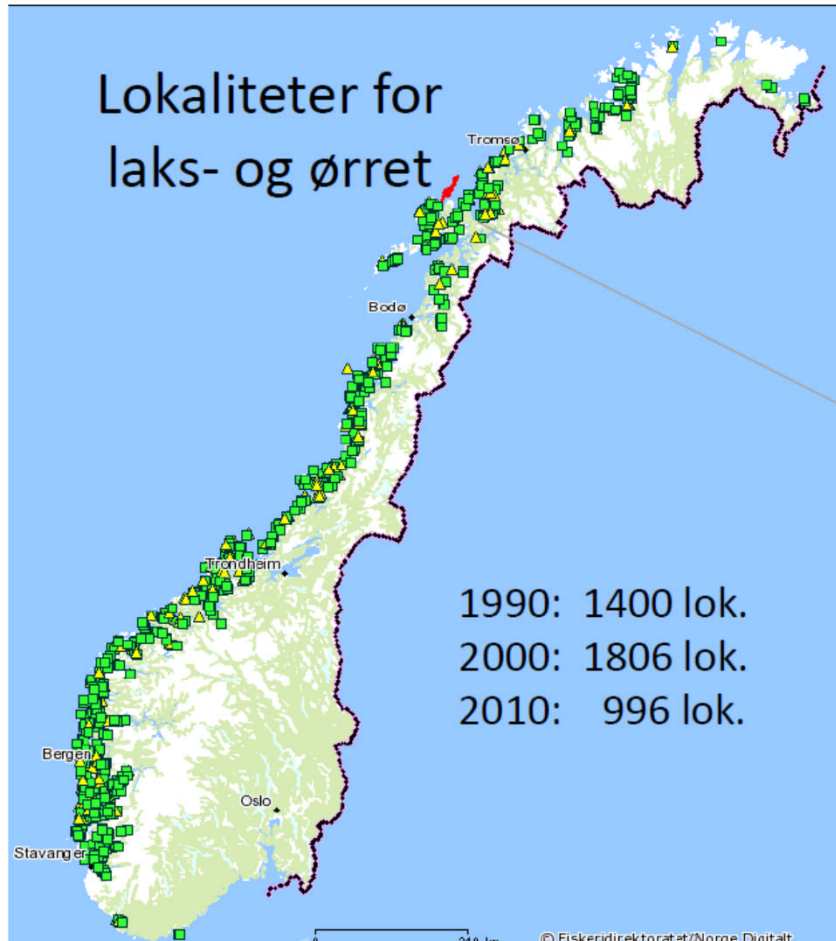 Lokaliteter for
laks- og ørret
Tromsø
Bodø
Trondheim
1990: 1400 lok.
2000: 1806 lok.
2010: 996 lok.
Bergen
Oslo
Stavanger
© Fiskeridirektoratet/Norge Digitalt